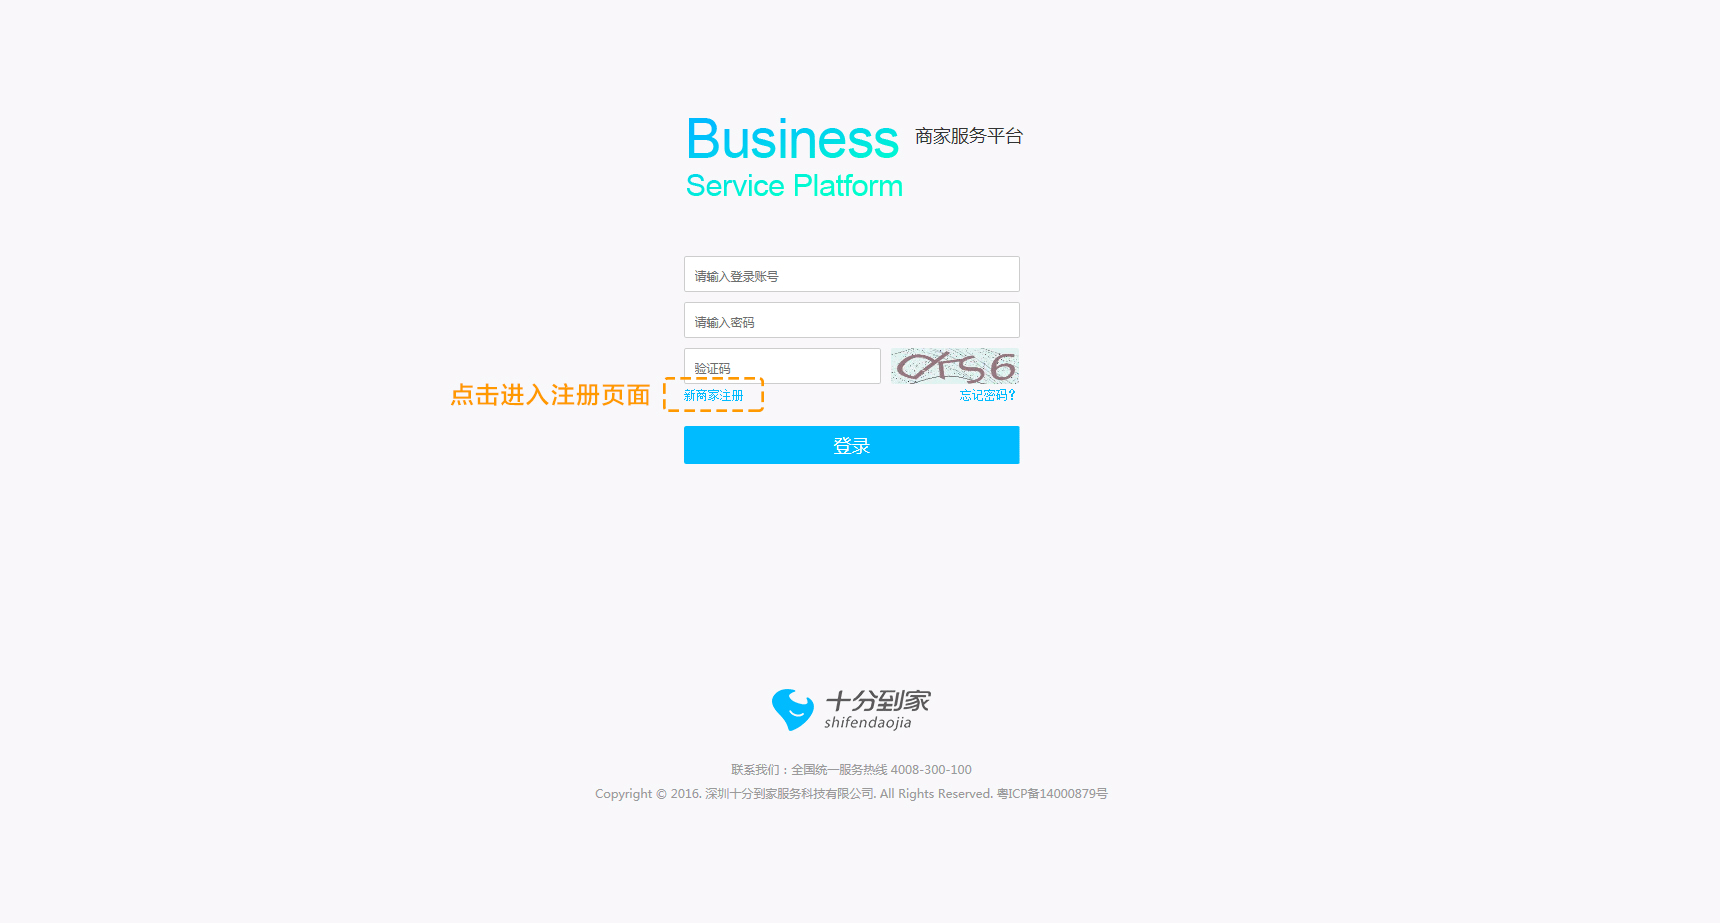 Business 商家服务平台
Service Platform
请输入登录账号
请输入密码
验证码
点击进入注册页面 新商家注册 忘记密码?
登录
十分到家
shifendaojia
联系我们：全国统一服务热线 4008-300-100
Copyright © 2016. 深圳十分到家服务科技有限公司. All Rights Reserved. 粤ICP备14000879号